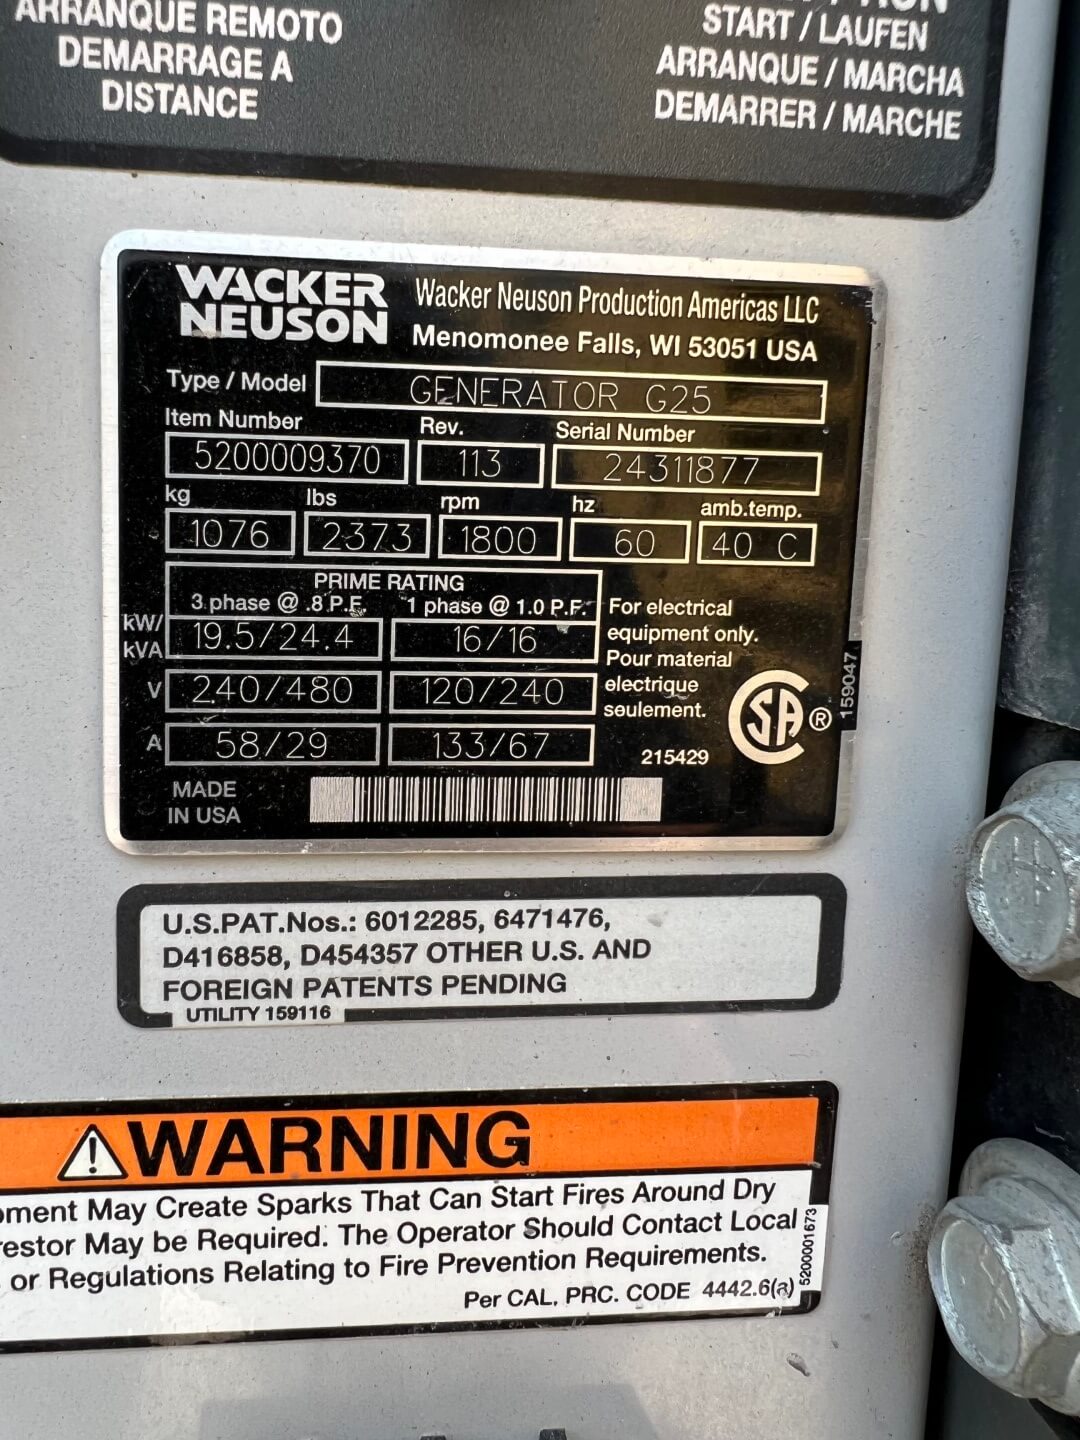 ARRANQUE REMOTO
DEMARRAGE A
DISTANCE
START / LAUFEN
ARRANQUE / MARCHA
DEMARRER / MARCHE
WACKER
NEUSON
Wacker Neuson Production Americas LLC
Menomonee Falls, WI 53051 USA
Type / Model GENERATOR G25
Item Number Rev. Serial Number
5200009370 113 24311877
kg lbs rpm hz amb.temp.
1076 2373 1800 60 40 C
PRIME RATING
3 phase @ .8 P.F. 1 phase @ 1.0 P.F.
kW/
kVA 19.5/24.4 16/16
V 240/480 120/240
A 58/29 133/67
For electrical
equipment only.
Pour material
electrique
seulement.
215429
SA ®
159047
MADE
IN USA
U.S.PAT.Nos.: 6012285, 6471476,
D416858, D454357 OTHER U.S. AND
FOREIGN PATENTS PENDING
UTILITY 159116
WARNING
May Create Sparks That Can Start Fires Around Dry
May be Required. The Operator Should Contact Local
or Regulations Relating to Fire Prevention Requirements.
Per CAL. PRC. CODE 4442.6(a)
5200001673